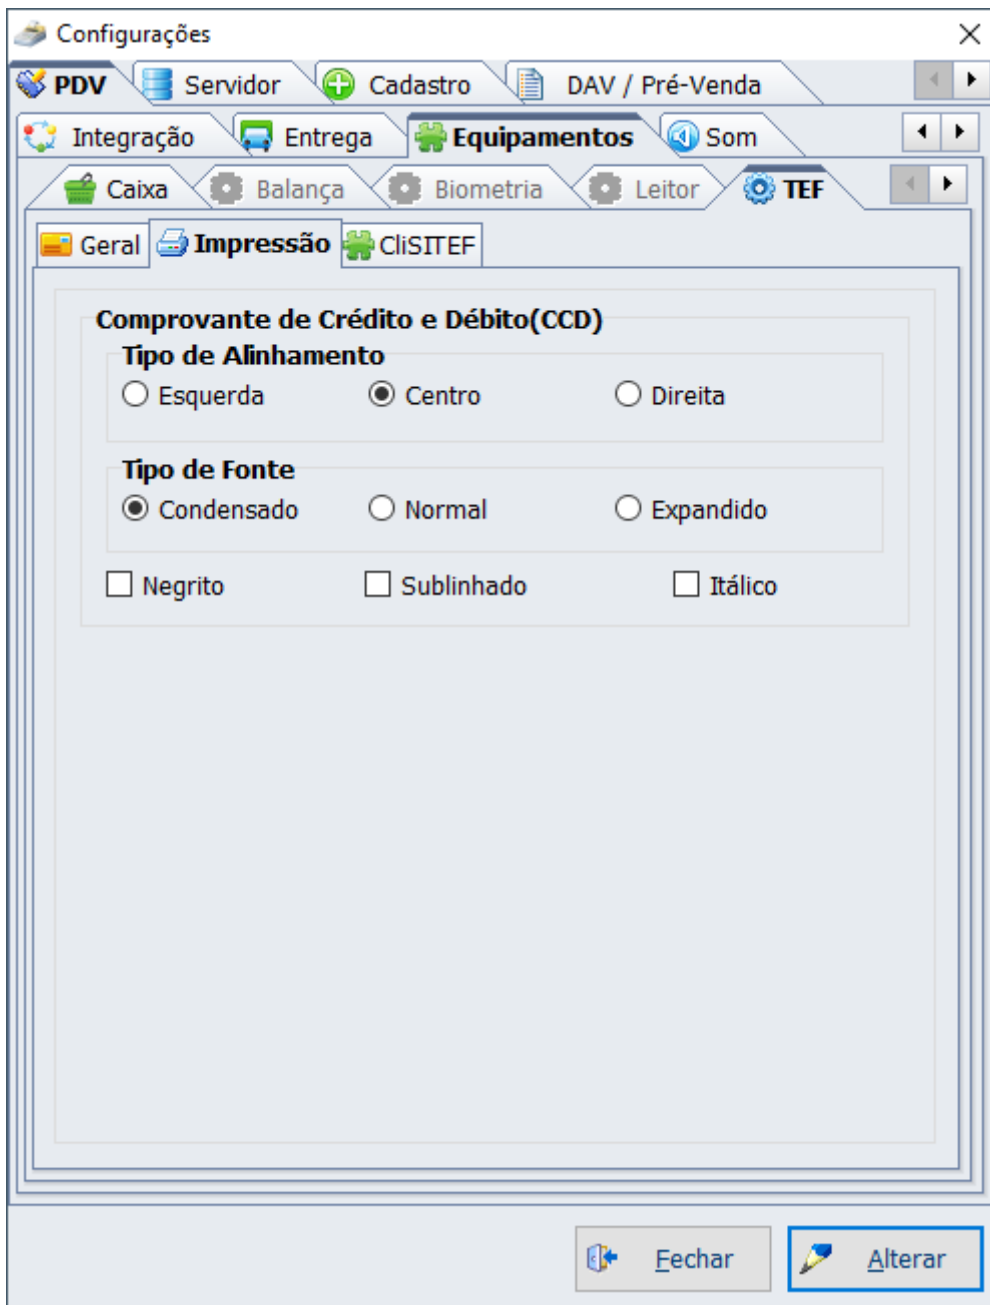 Configurações
PDV Servidor Cadastro DAV / Pré-Venda
Integração Entrega Equipamentos Som
Caixa Balança Biometria Leitor TEF
Geral Impressão CliSITEF
Comprovante de Crédito e Débito(CCD)
Tipo de Alinhamento
Esquerda Centro Direita
Tipo de Fonte
Condensado Normal Expandido
Negrito Sublinhado Itálico
Fechar Alterar